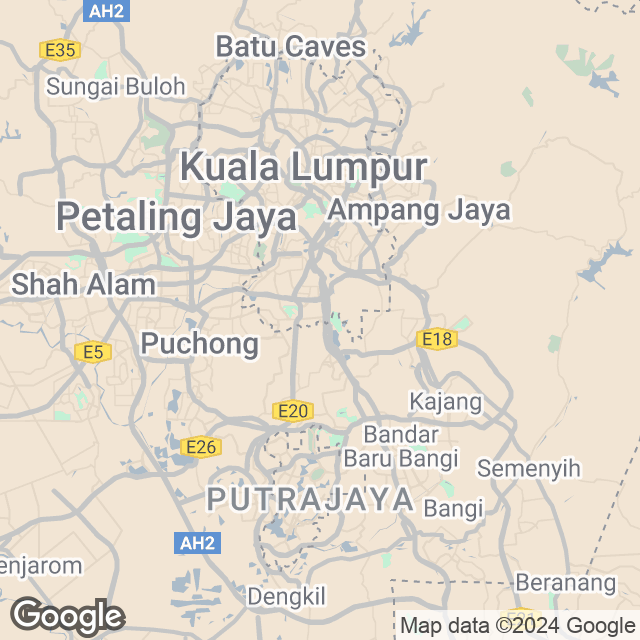 AH2
E35
Batu Caves
Sungai Buloh
Kuala Lumpur
Petaling Jaya
Ampang Jaya
Shah Alam
E5
Puchong
E18
E20
Kajang
E26
Bandar
Baru Bangi
Semenyih
PUTRAJAYA
Bangi
AH2
enjarom
Dengkil
Beranang
Google
Map data ©2024 Google